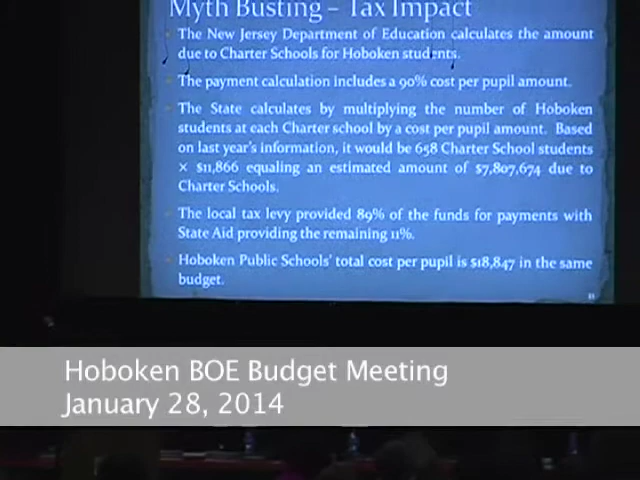 Myth Busting – Tax Impact
The New Jersey Department of Education calculates the amount
due to Charter Schools for Hoboken students.
The payment calculation includes a 90% cost per pupil amount.
The State calculates by multiplying the number of Hoboken
students at each Charter school by a cost per pupil amount. Based
on last year's information, it would be 658 Charter School students
x $11,866 equaling an estimated amount of $7,807,674 due to
Charter Schools.
The local tax levy provided 89% of the funds for payments with
State Aid providing the remaining 11%.
Hoboken Public Schools' total cost per pupil is $18,847 in the same
budget.
Hoboken BOE Budget Meeting
January 28, 2014